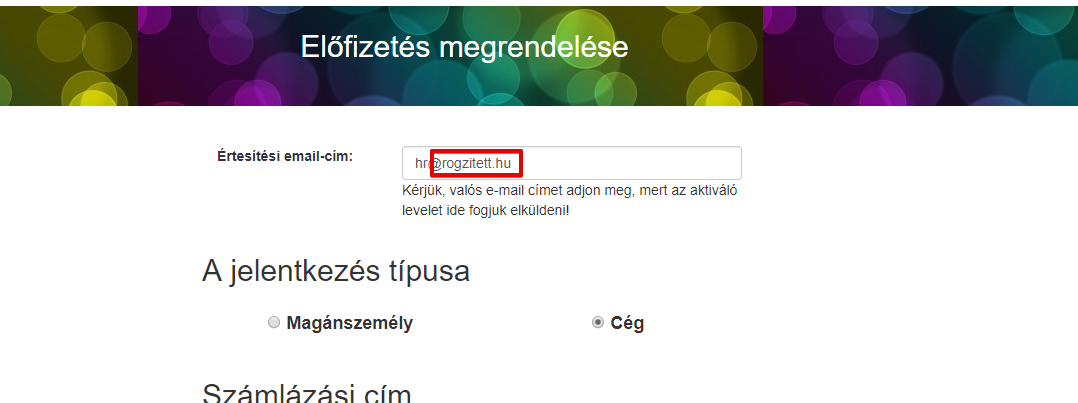 Előfizetés megrendelése
Értesítési email-cím:
hr@rogzitett.hu
Kérjük, valós e-mail címet adjon meg, mert az aktiváló
levelet ide fogjuk elküldeni!
A jelentkezés típusa
Magánszemély
Cég
Számlázási cím